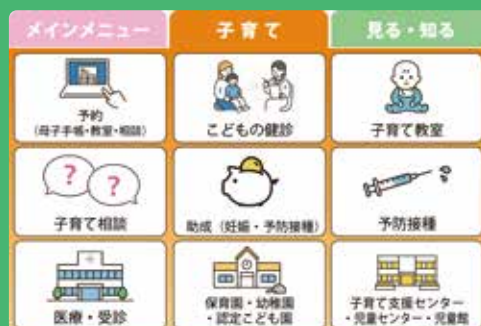 メインメニュー
子育て
見る・知る
予約
(母子手帳・教室・相談)
こどもの健診
子育て教室
? ?
子育て相談
助成(妊娠・予防接種)
予防接種
医療・受診
保育園・幼稚園
・認定こども園
子育て支援センター
・児童センター・児童館